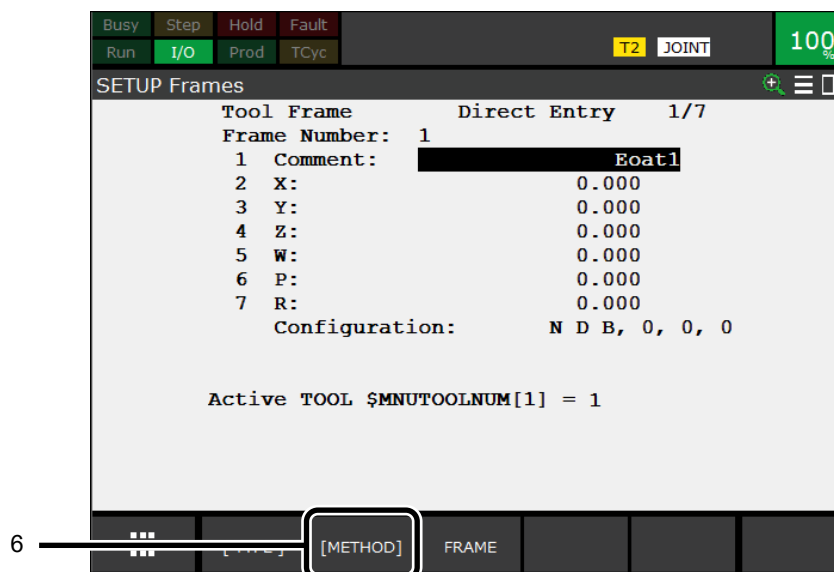 Busy Step Hold Fault
Run I/O Prod TCyc T2 JOINT 100%
SETUP Frames
Tool Frame Direct Entry 1/7
Frame Number: 1
1 Comment: Eoat1
2 X: 0.000
3 Y: 0.000
4 Z: 0.000
5 W: 0.000
6 P: 0.000
7 R: 0.000
Configuration: N D B, 0, 0, 0
Active TOOL $MNUTOOLNUM[1] = 1
6 [METHOD] FRAME